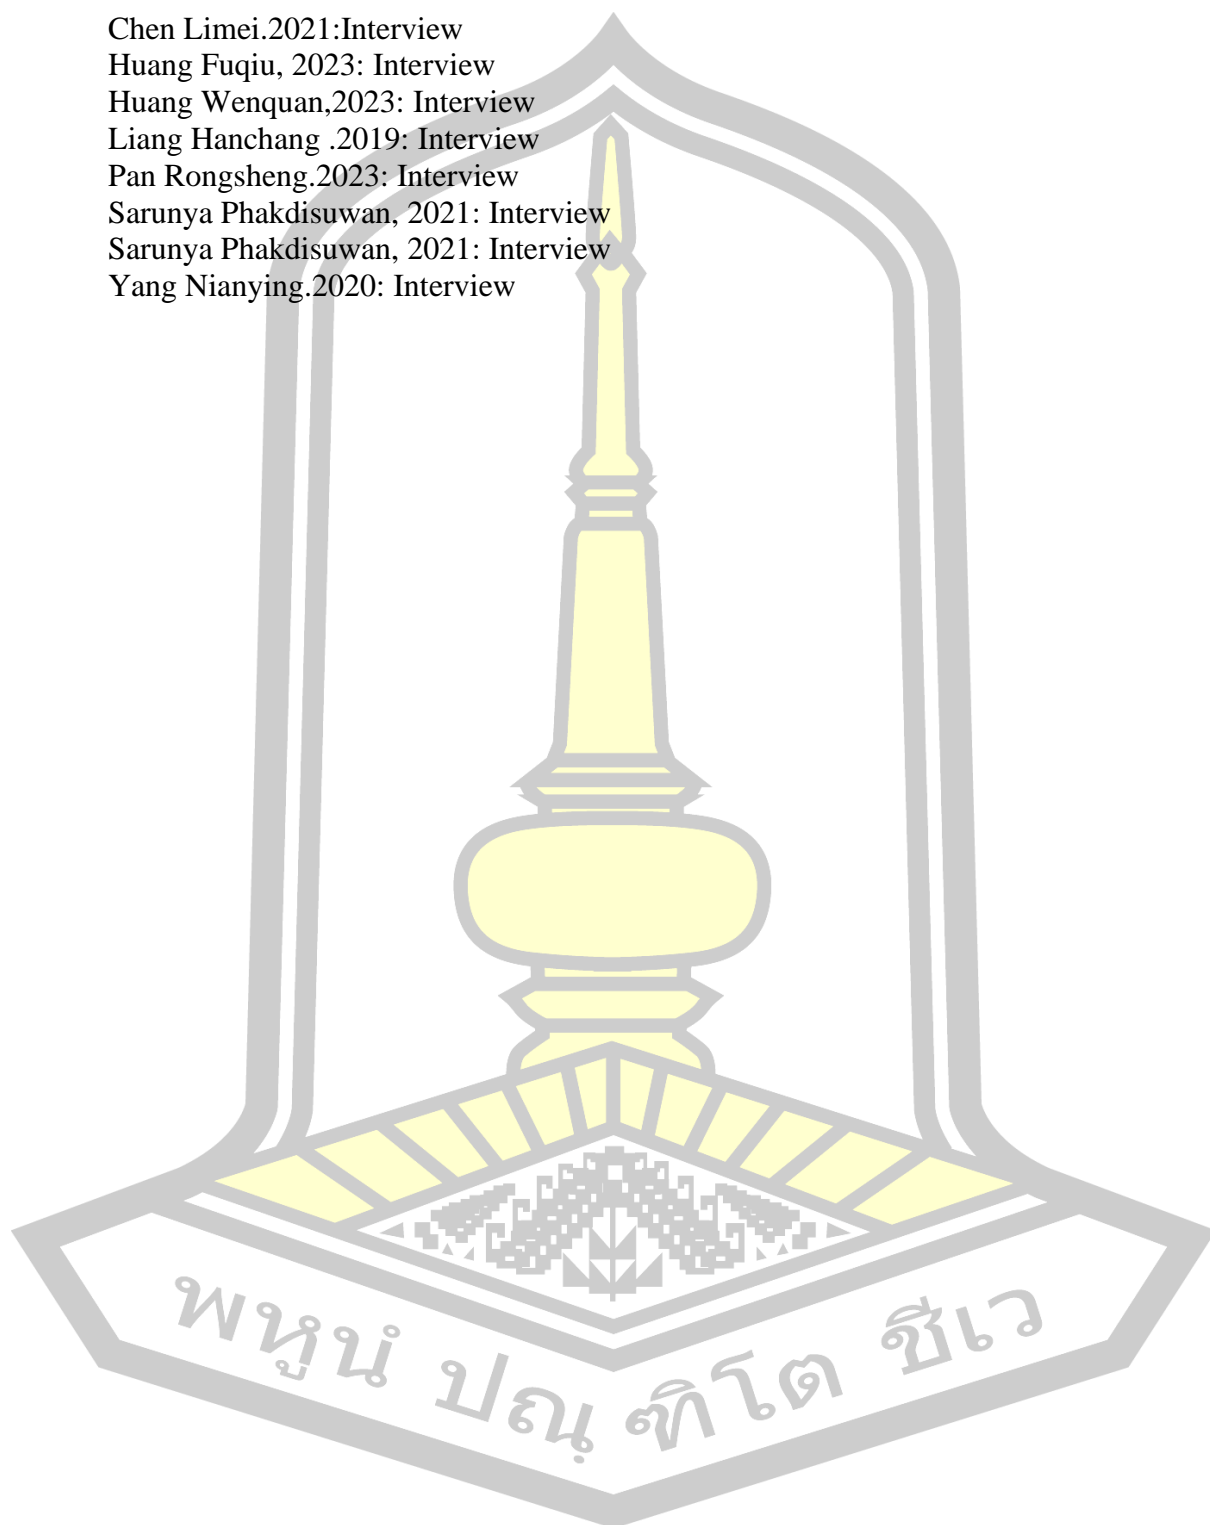 Chen Limei.2021:Interview
Huang Fuqiu, 2023: Interview
Huang Wenquan,2023: Interview
Liang Hanchang .2019: Interview
Pan Rongsheng.2023: Interview
Sarunya Phakdisuwan, 2021: Interview
Sarunya Phakdisuwan, 2021: Interview
Yang Nianying.2020: Interview
พหูนํ ปณฺฑิโต ชีเว